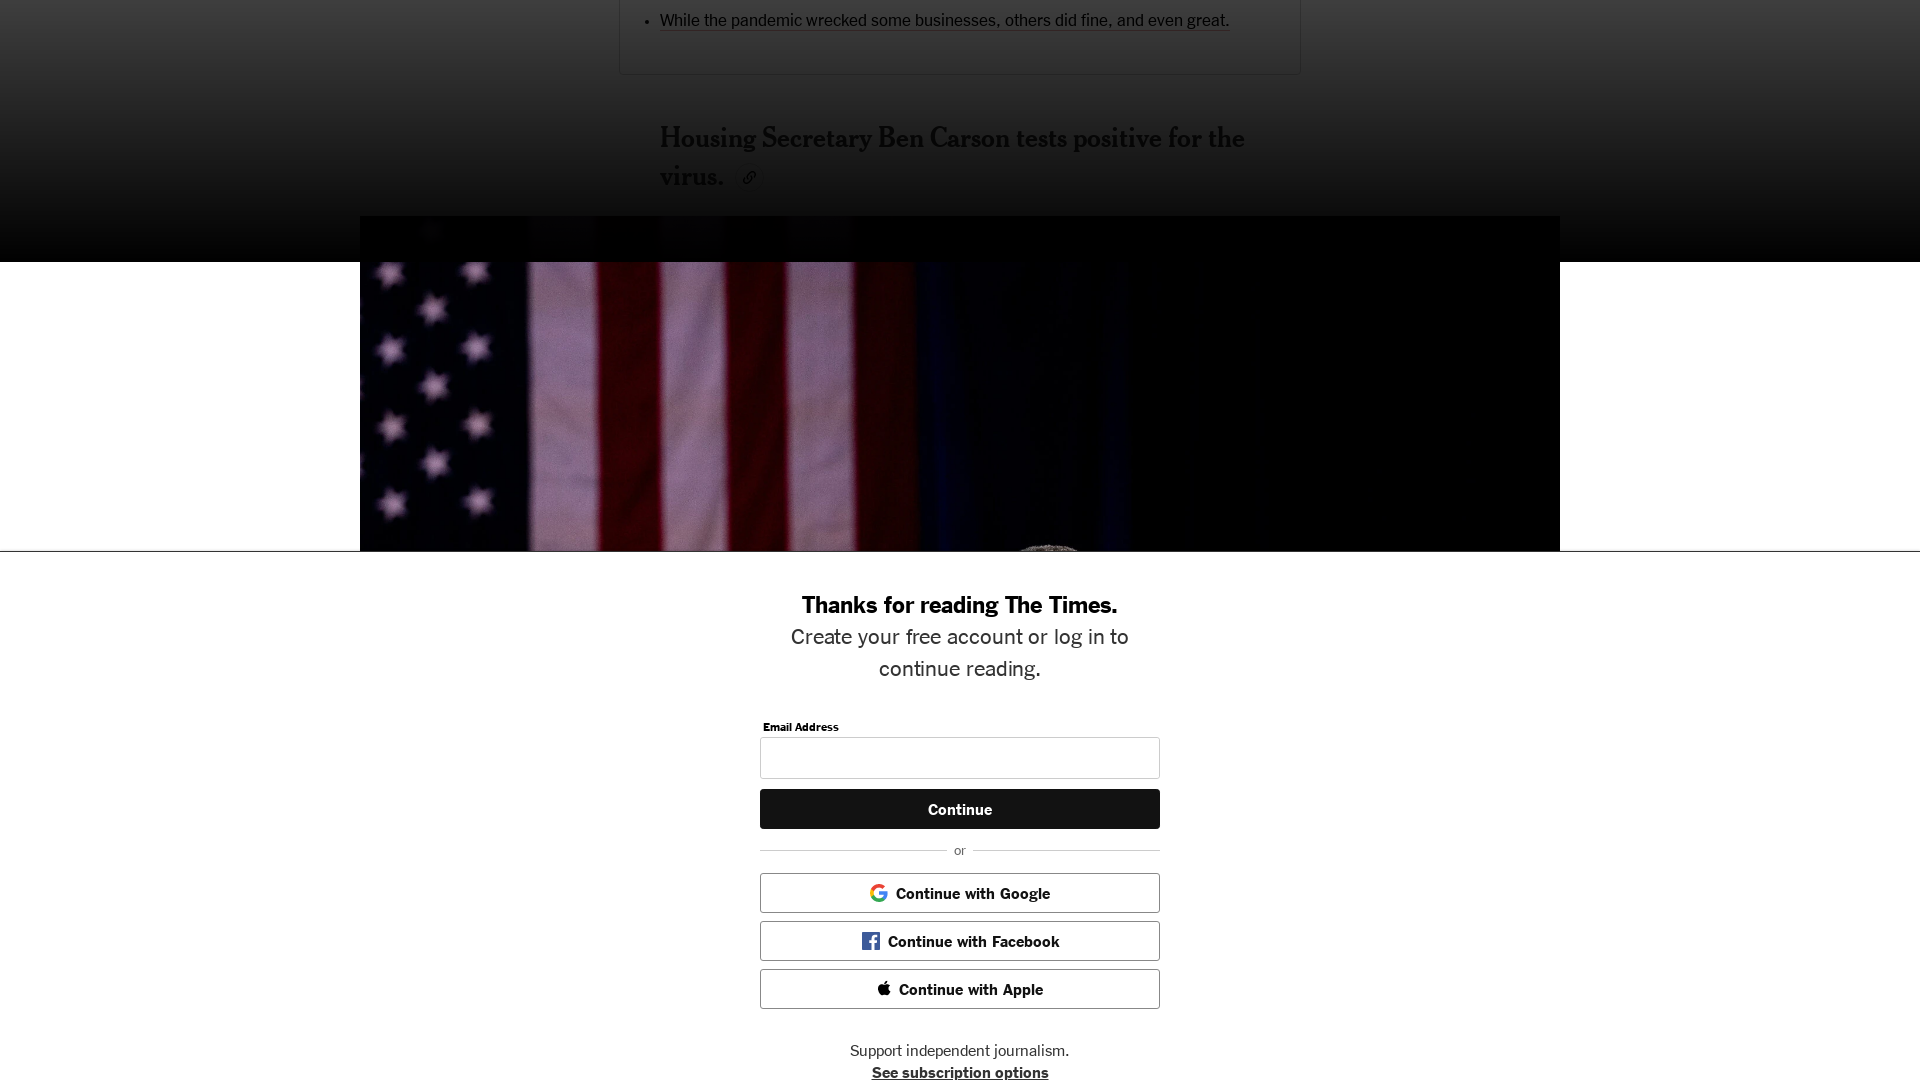 While the pandemic wrecked some businesses, others did fine, and even great.
Housing Secretary Ben Carson tests positive for the
virus.
Thanks for reading The Times.
Create your free account or log in to
continue reading.
Email Address
Continue
or
Continue with Google
Continue with Facebook
Continue with Apple
Support independent journalism.
See subscription options